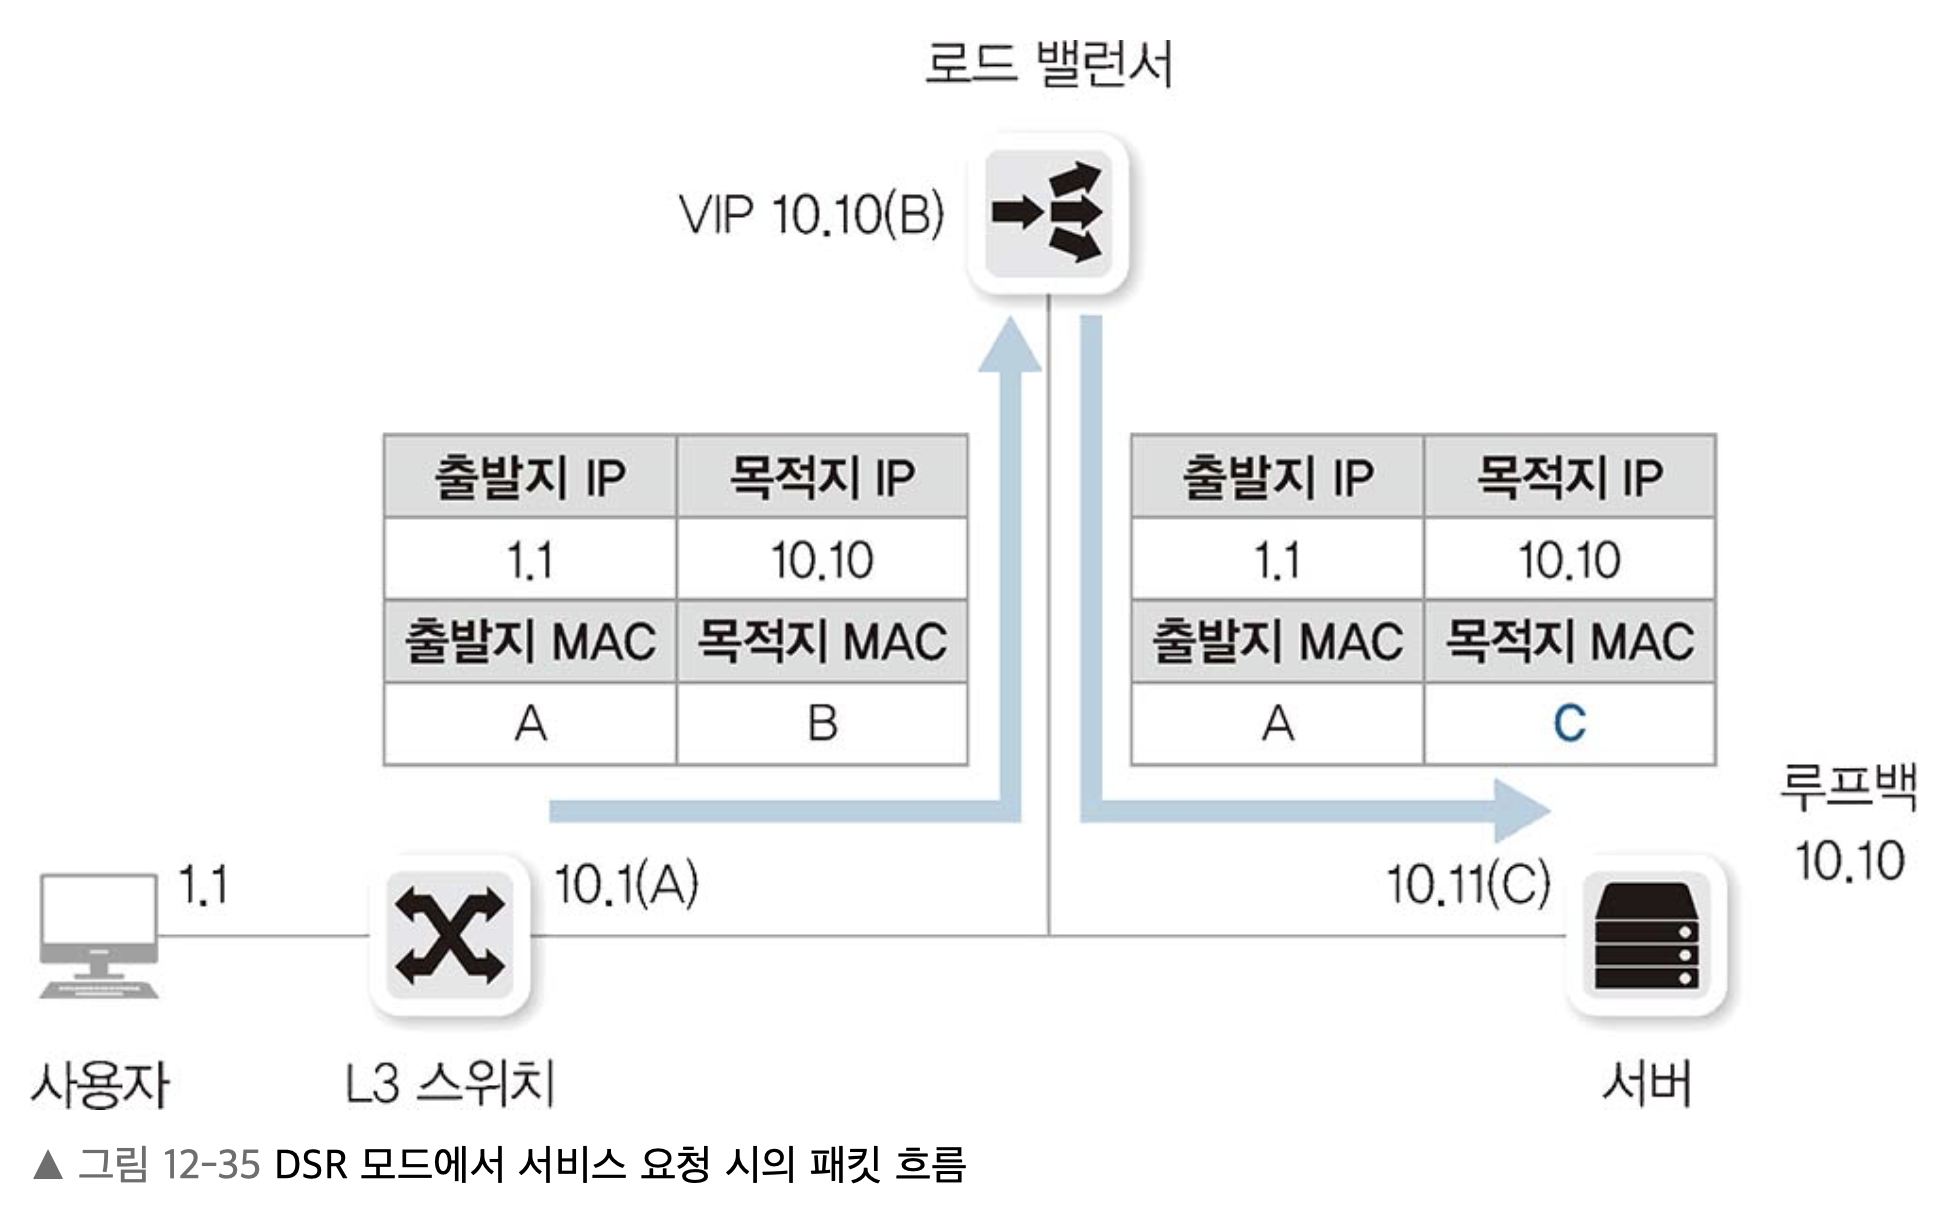 로드 밸런서
VIP 10.10(B)
출발지 IP 목적지 IP
1.1 10.10
출발지 MAC 목적지 MAC
A B
출발지 IP 목적지 IP
1.1 10.10
출발지 MAC 목적지 MAC
A C
루프백
10.10
1.1
10.1(A)
10.11(C)
사용자
L3 스위치
서버
▲ 그림 12-35 DSR 모드에서 서비스 요청 시의 패킷 흐름